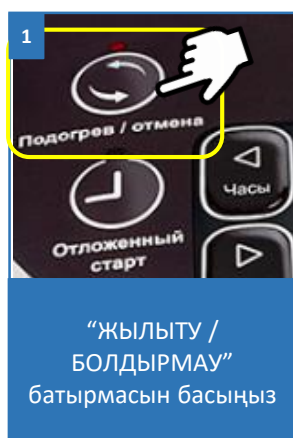 1
Подогрев / отмена
Часы
Отложенный
старт
“ЖЫЛЫТУ /
БОЛДЫРМАУ”
батырмасын басыңыз